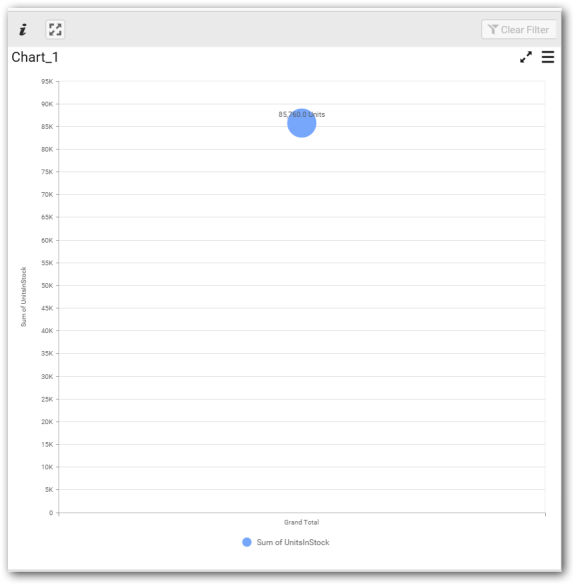 i
Clear Filter
Chart_1
95K
90K
85,760.0 Units
85K
80K
75K
70K
65K
60K
55K
50K
45K
40K
35K
30K
25K
20K
15K
10K
5K
0
Sum of UnitsInStock
Grand Total
Sum of UnitsInStock